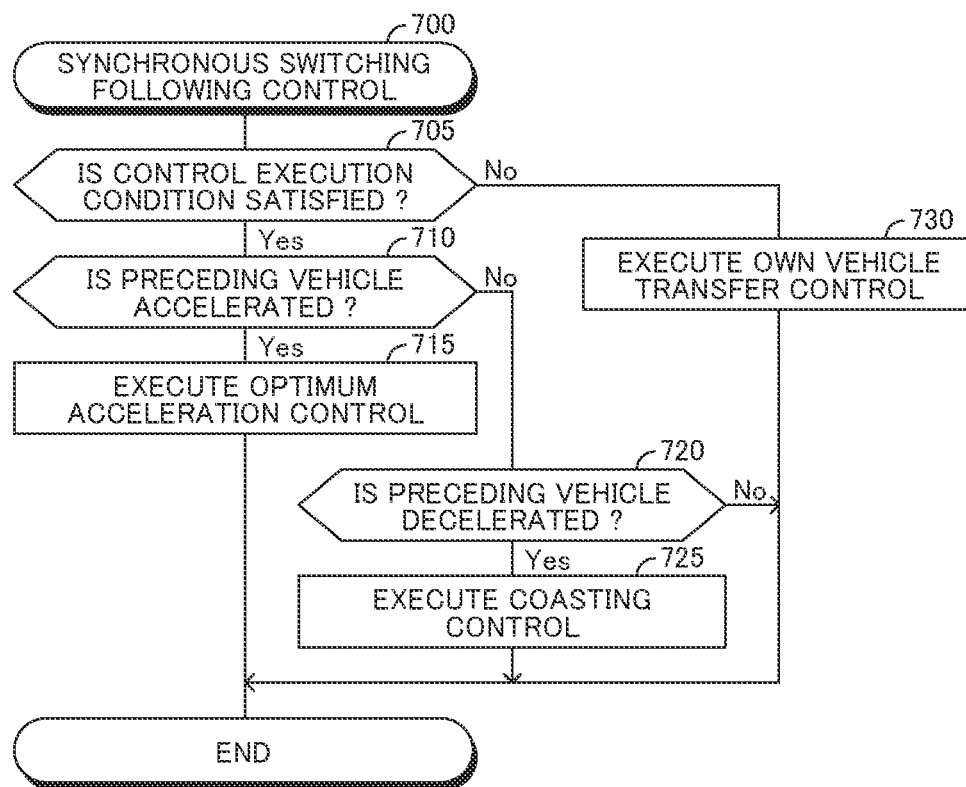 700
SYNCHRONOUS SWITCHING
FOLLOWING CONTROL
705
IS CONTROL EXECUTION
CONDITION SATISFIED ?
No
Yes
710
IS PRECEDING VEHICLE
ACCELERATED ?
No
730
EXECUTE OWN VEHICLE
TRANSFER CONTROL
Yes
715
EXECUTE OPTIMUM
ACCELERATION CONTROL
720
IS PRECEDING VEHICLE
DECELERATED ?
No
Yes
725
EXECUTE COASTING
CONTROL
END